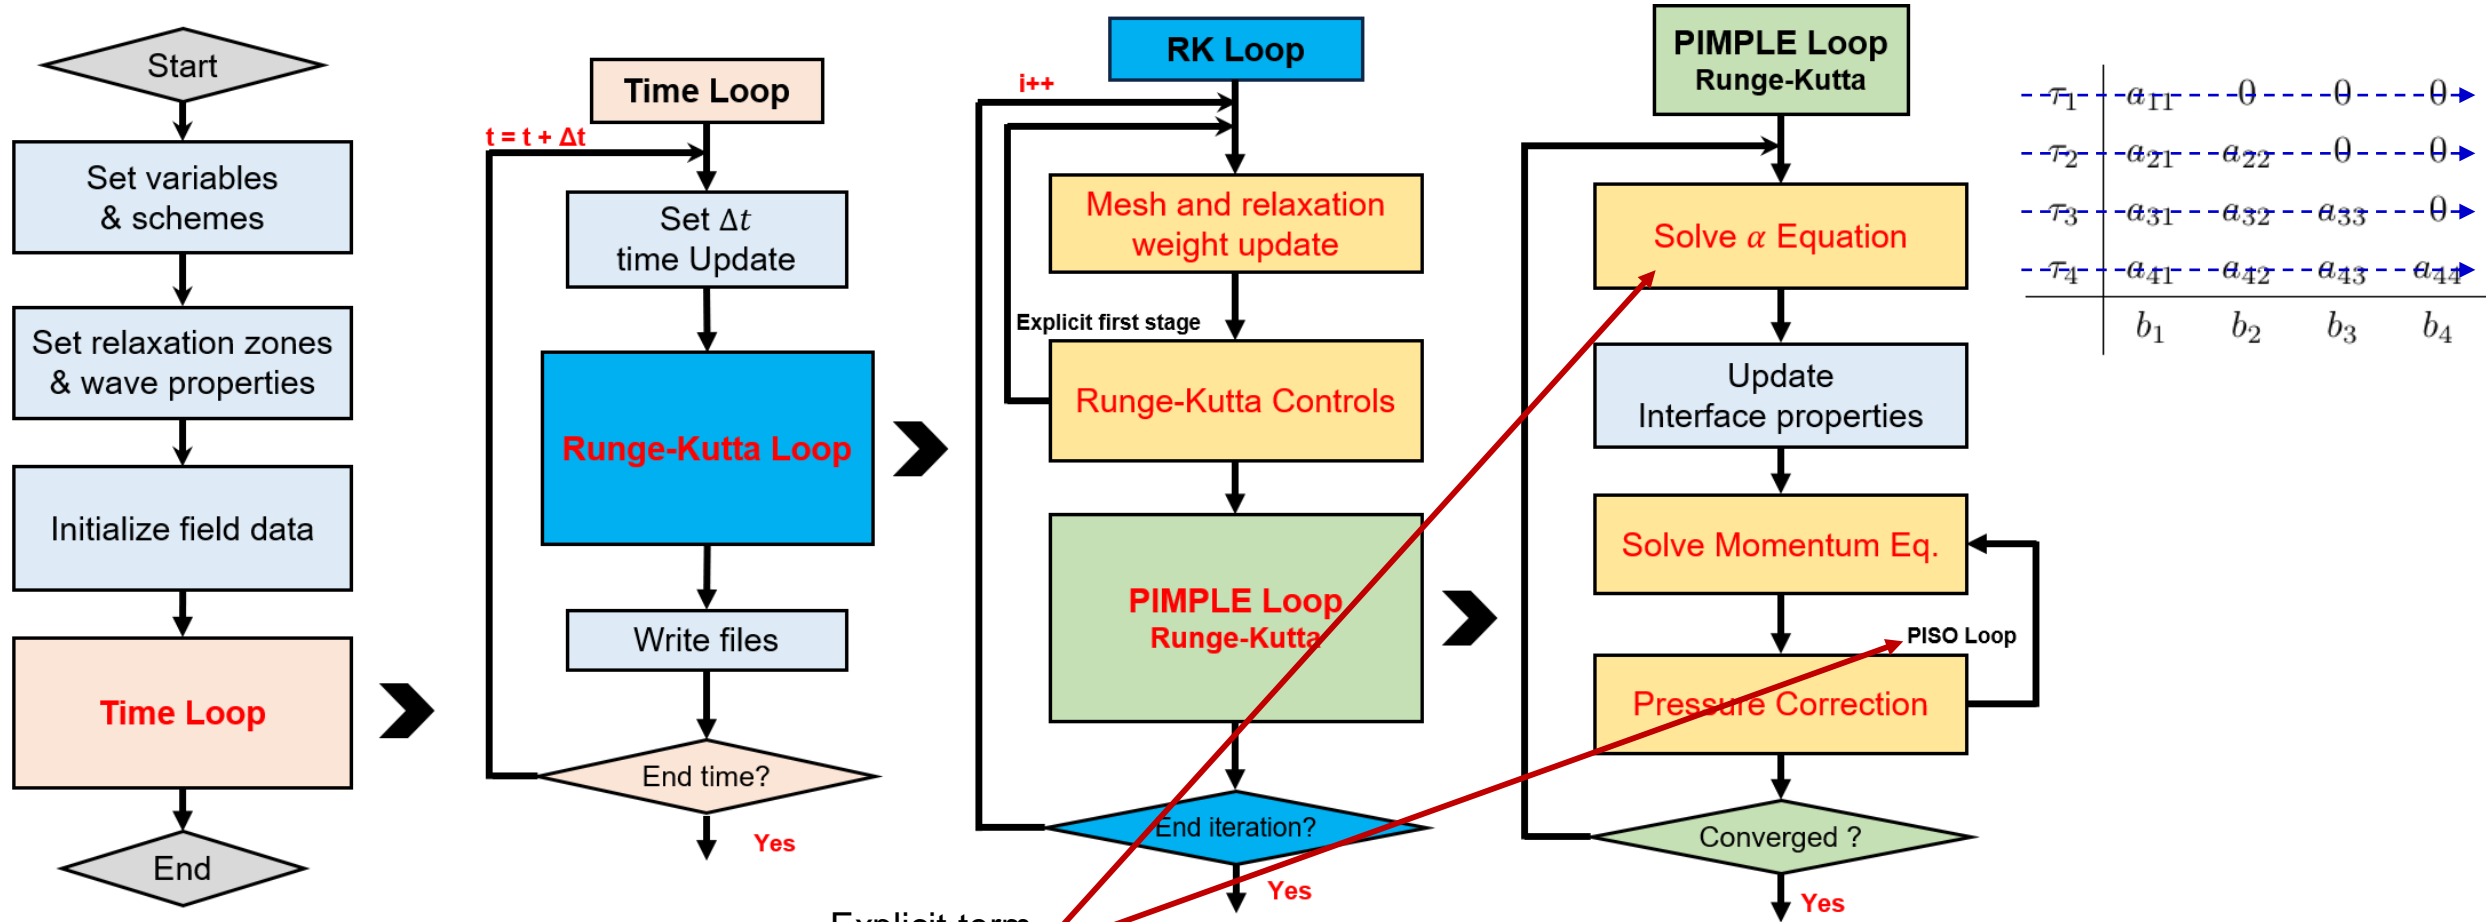 Start
Set variables
& schemes
Set relaxation zones
& wave properties
Initialize field data
Time Loop
End
Time Loop
t = t + Δt
Set Δt
time Update
Runge-Kutta Loop
Write files
End time?
Yes
RK Loop
i++
Mesh and relaxation
weight update
Explicit first stage
Runge-Kutta Controls
PIMPLE Loop
Runge-Kutta
End iteration?
Yes
Explicit term
PIMPLE Loop
Runge-Kutta
Solve α Equation
Update
Interface properties
Solve Momentum Eq.
PISO Loop
Pressure Correction
Converged ?
Yes
τ1 a11 0 0 0
τ2 a21 a22 0 0
τ3 a31 a32 a33 0
τ4 a41 a42 a43 a44
b1 b2 b3 b4